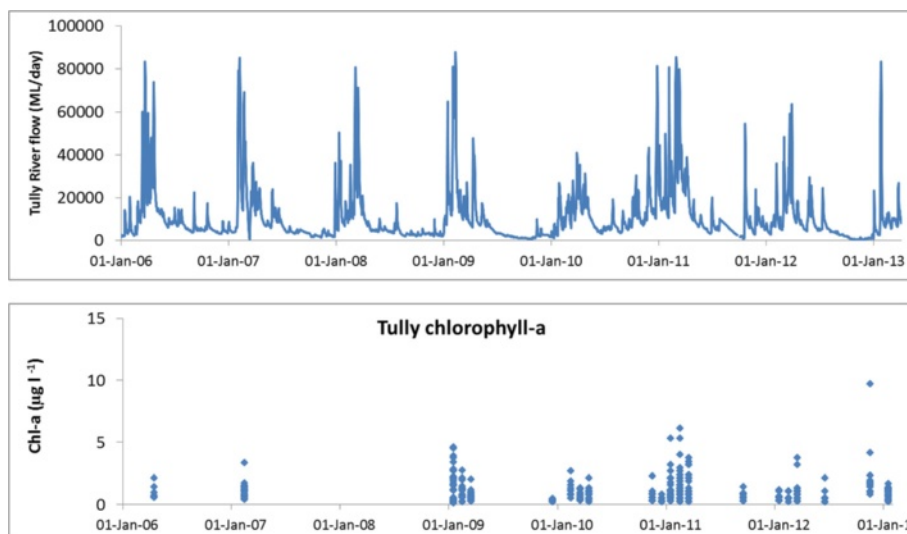 100000
80000
60000
40000
20000
0
Tully River flow (ML/day)
01-Jan-06 01-Jan-07 01-Jan-08 01-Jan-09 01-Jan-10 01-Jan-11 01-Jan-12 01-Jan-13
Tully chlorophyll-a
15
10
5
0
Chl-a (µg l -1)
01-Jan-06 01-Jan-07 01-Jan-08 01-Jan-09 01-Jan-10 01-Jan-11 01-Jan-12 01-Jan-1